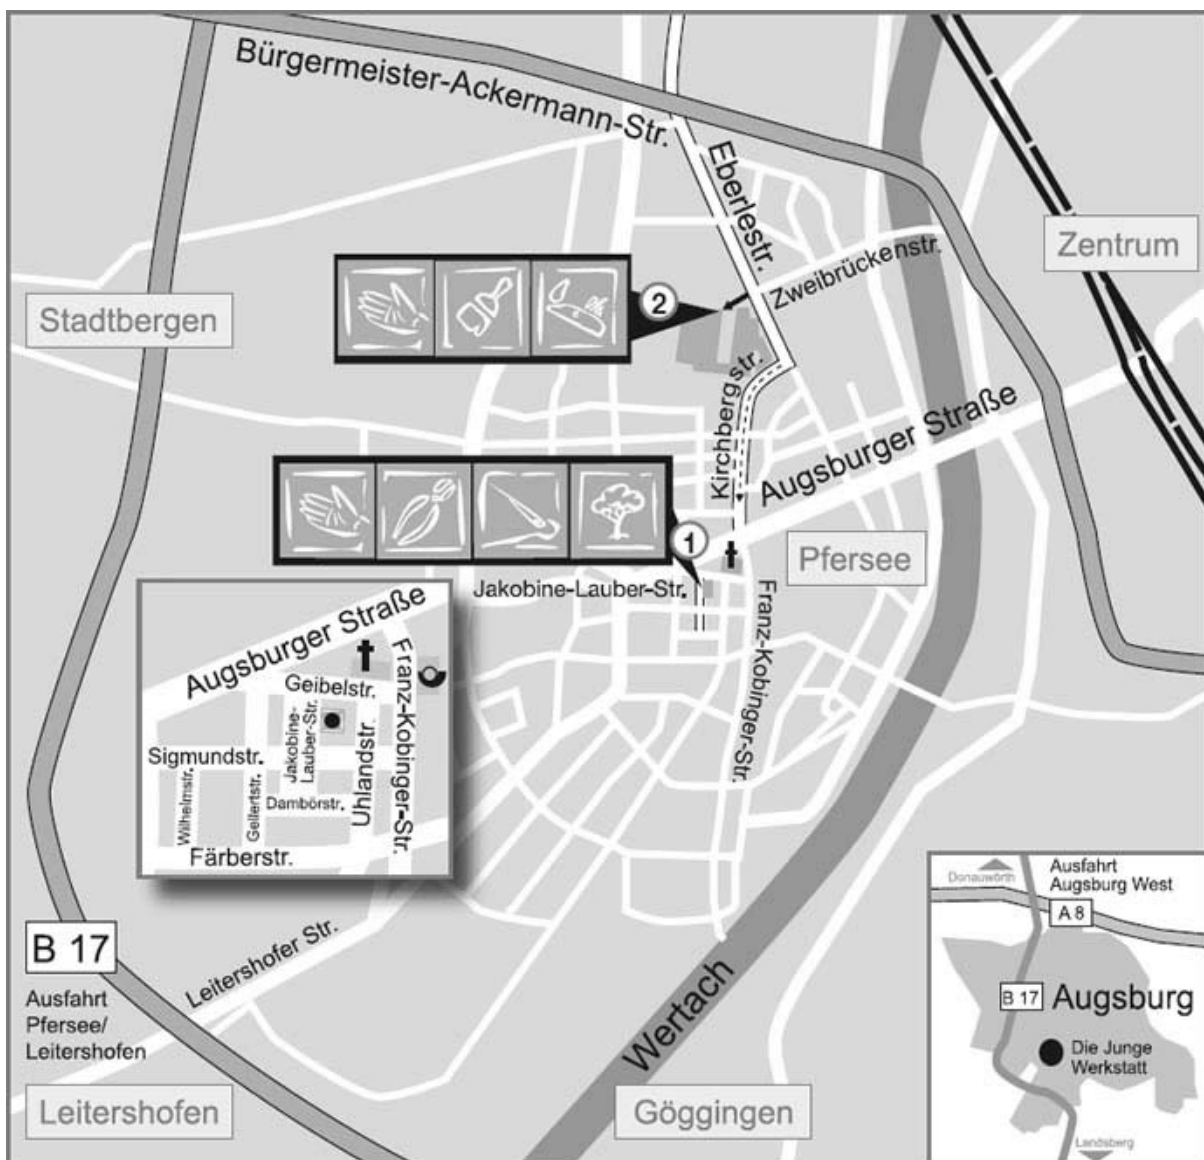 Bürgermeister-Ackermann-Str.
Eberlestr.
Zweibrückenstr.
Zentrum
Stadtbergen
2
Kirchbergstr.
Augsburger Straße
1
Pfersee
Jakobine-Lauber-Str.
Franz-Kobinger-Str.
Augsburger Straße
Geibelstr.
Franz-Kobinger-Str.
Jakobine-
Lauber-Str.
Uhlandstr.
Sigmundstr.
Wilhelmstr.
Gellertstr.
Dambörstr.
Färberstr.
B 17
Ausfahrt
Pfersee/
Leitershofen
Leitershofer Str.
Leitershofen
Wertach
Göggingen
Donauwörth
Ausfahrt
Augsburg West
A 8
B 17
Augsburg
Die Junge
Werkstatt
Landsberg